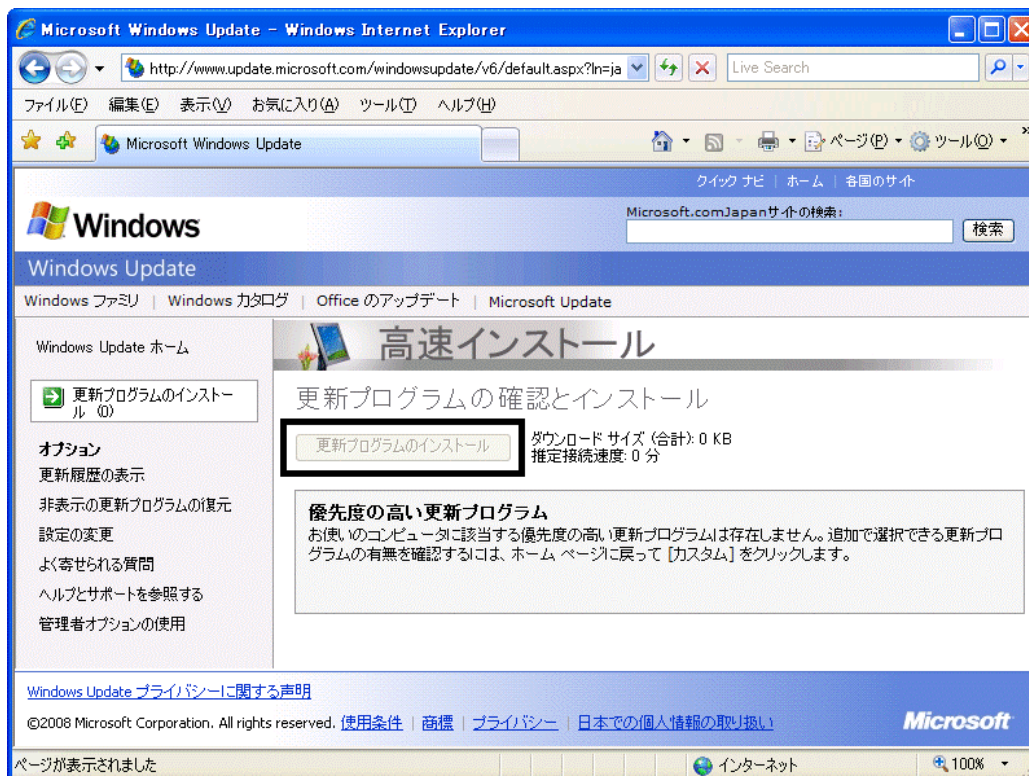 Microsoft Windows Update - Windows Internet Explorer
http://www.update.microsoft.com/windowsupdate/v6/default.aspx?ln=ja
Live Search
ファイル(F) 編集(E) 表示(V) お気に入り(A) ツール(T) ヘルプ(H)
Microsoft Windows Update
ページ(P) ツール(O)
クイック ナビ | ホーム | 各国のサイト
Windows
Microsoft.comJapanサイトの検索:
検索
Windows Update
Windows ファミリ | Windows カタログ | Office のアップデート | Microsoft Update
Windows Update ホーム
更新プログラムのインストー
ル (0)
オプション
更新履歴の表示
非表示の更新プログラムの復元
設定の変更
よく寄せられる質問
ヘルプとサポートを参照する
管理者オプションの使用
高速インストール
更新プログラムの確認とインストール
更新プログラムのインストール
ダウンロード サイズ (合計): 0 KB
推定接続速度: 0 分
優先度の高い更新プログラム
お使いのコンピュータに該当する優先度の高い更新プログラムは存在しません。追加で選択できる更新プロ
グラムの有無を確認するには、ホーム ページに戻って [カスタム] をクリックします。
Windows Update プライバシーに関する声明
©2008 Microsoft Corporation. All rights reserved. 使用条件 | 商標 | プライバシー | 日本での個人情報の取り扱い
Microsoft
ページが表示されました
インターネット
100%